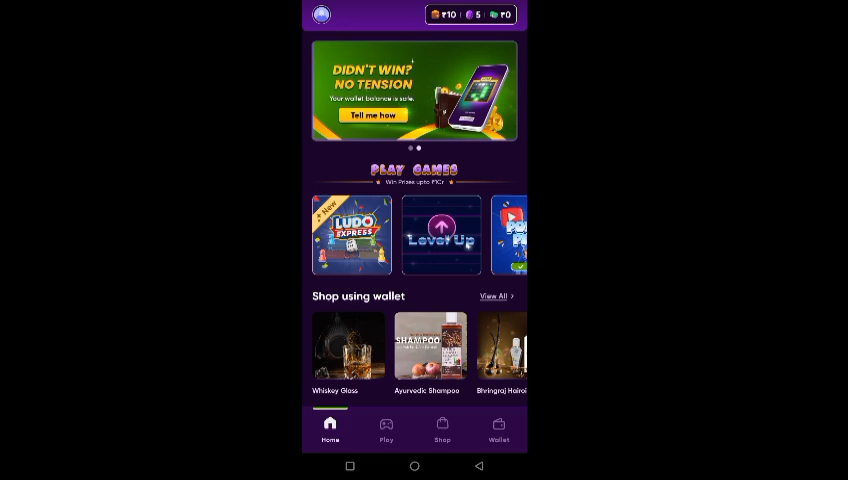 ₹10 5 ₹0
DIDN'T WIN?
NO TENSION
Your wallet balance is safe.
Tell me how
PLAY GAMES
Win Prizes upto ₹1Cr
New
LUDO
EXPRESS
Level Up
Shop using wallet
View All >
SHAMPOO
Whiskey Glass
Ayurvedic Shampoo
Bhringraj Hairoi
Home
Play
Shop
Wallet